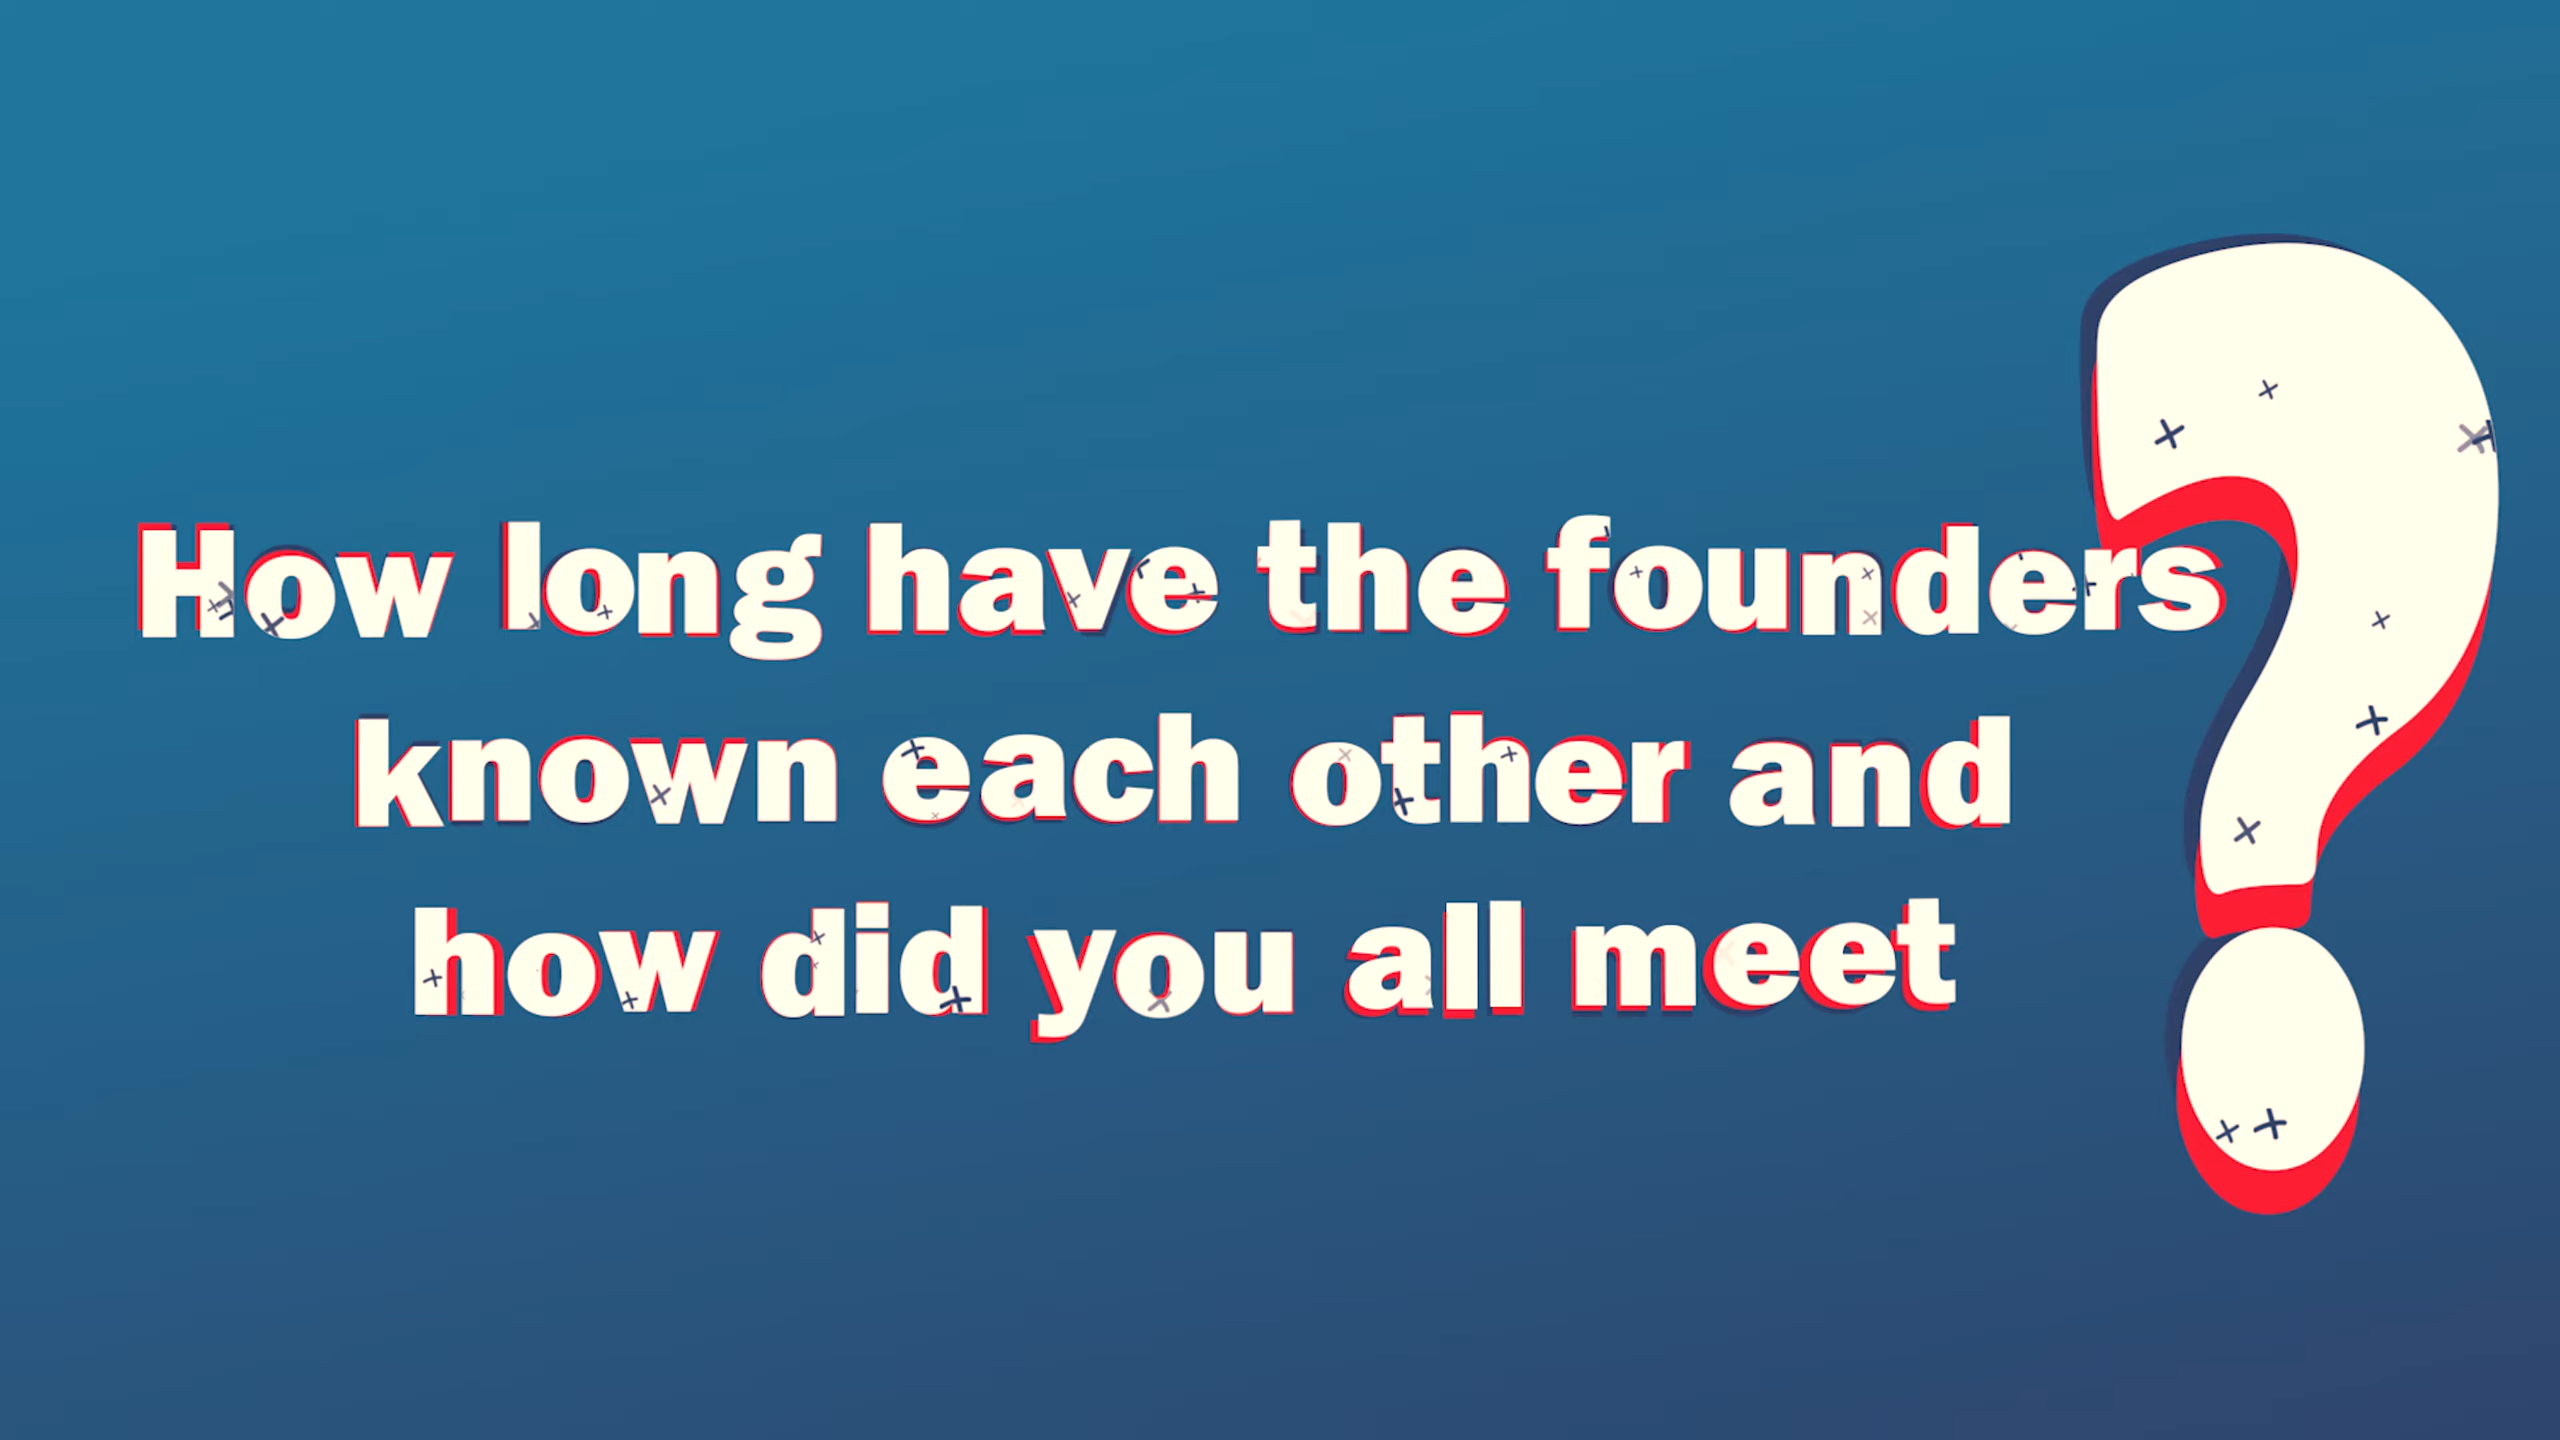 How long have the founders
known each other and
how did you all meet?